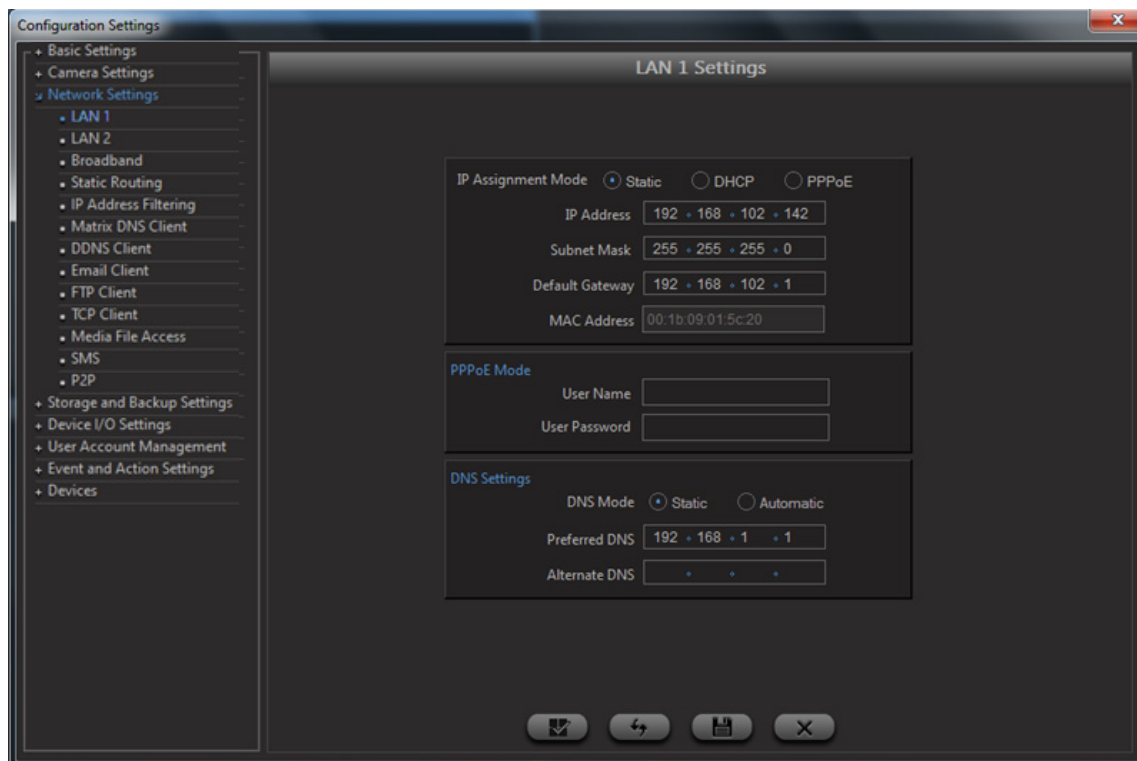 Configuration Settings
+ Basic Settings
+ Camera Settings
Network Settings
LAN 1
LAN 2
Broadband
Static Routing
IP Address Filtering
Matrix DNS Client
DDNS Client
Email Client
FTP Client
TCP Client
Media File Access
SMS
P2P
+ Storage and Backup Settings
+ Device I/O Settings
+ User Account Management
+ Event and Action Settings
+ Devices
LAN 1 Settings
IP Assignment Mode Static DHCP PPPoE
IP Address 192 • 168 • 102 • 142
Subnet Mask 255 • 255 • 255 • 0
Default Gateway 192 • 168 • 102 • 1
MAC Address 00:1b:09:01:5c:20
PPPoE Mode
User Name
User Password
DNS Settings
DNS Mode Static Automatic
Preferred DNS 192 • 168 • 1 • 1
Alternate DNS • • •